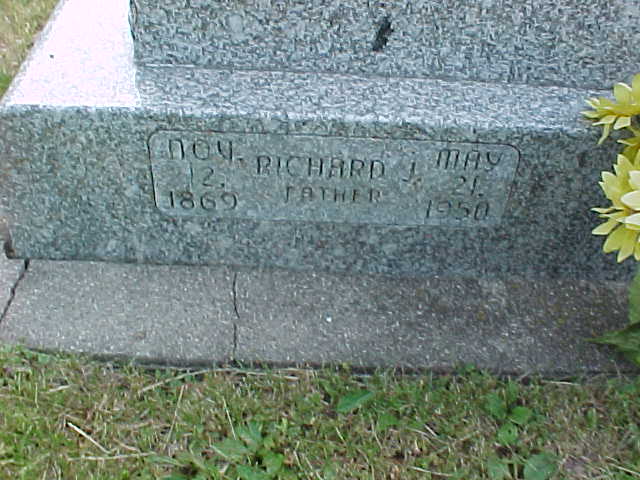 NOV. RICHARD J. MAY
12, FATHER 21,
1869 1950